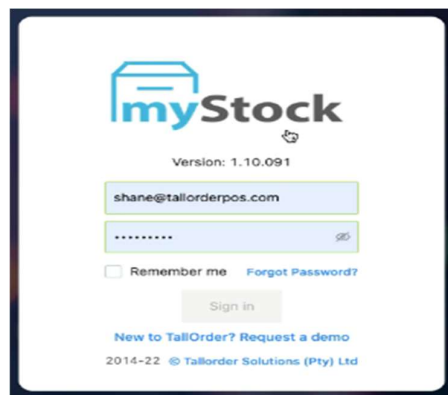 myStock
Version: 1.10.091
shane@tallorderpos.com
•••••••••
Remember me Forgot Password?
Sign in
New to TallOrder? Request a demo
2014-22 © Tallorder Solutions (Pty) Ltd